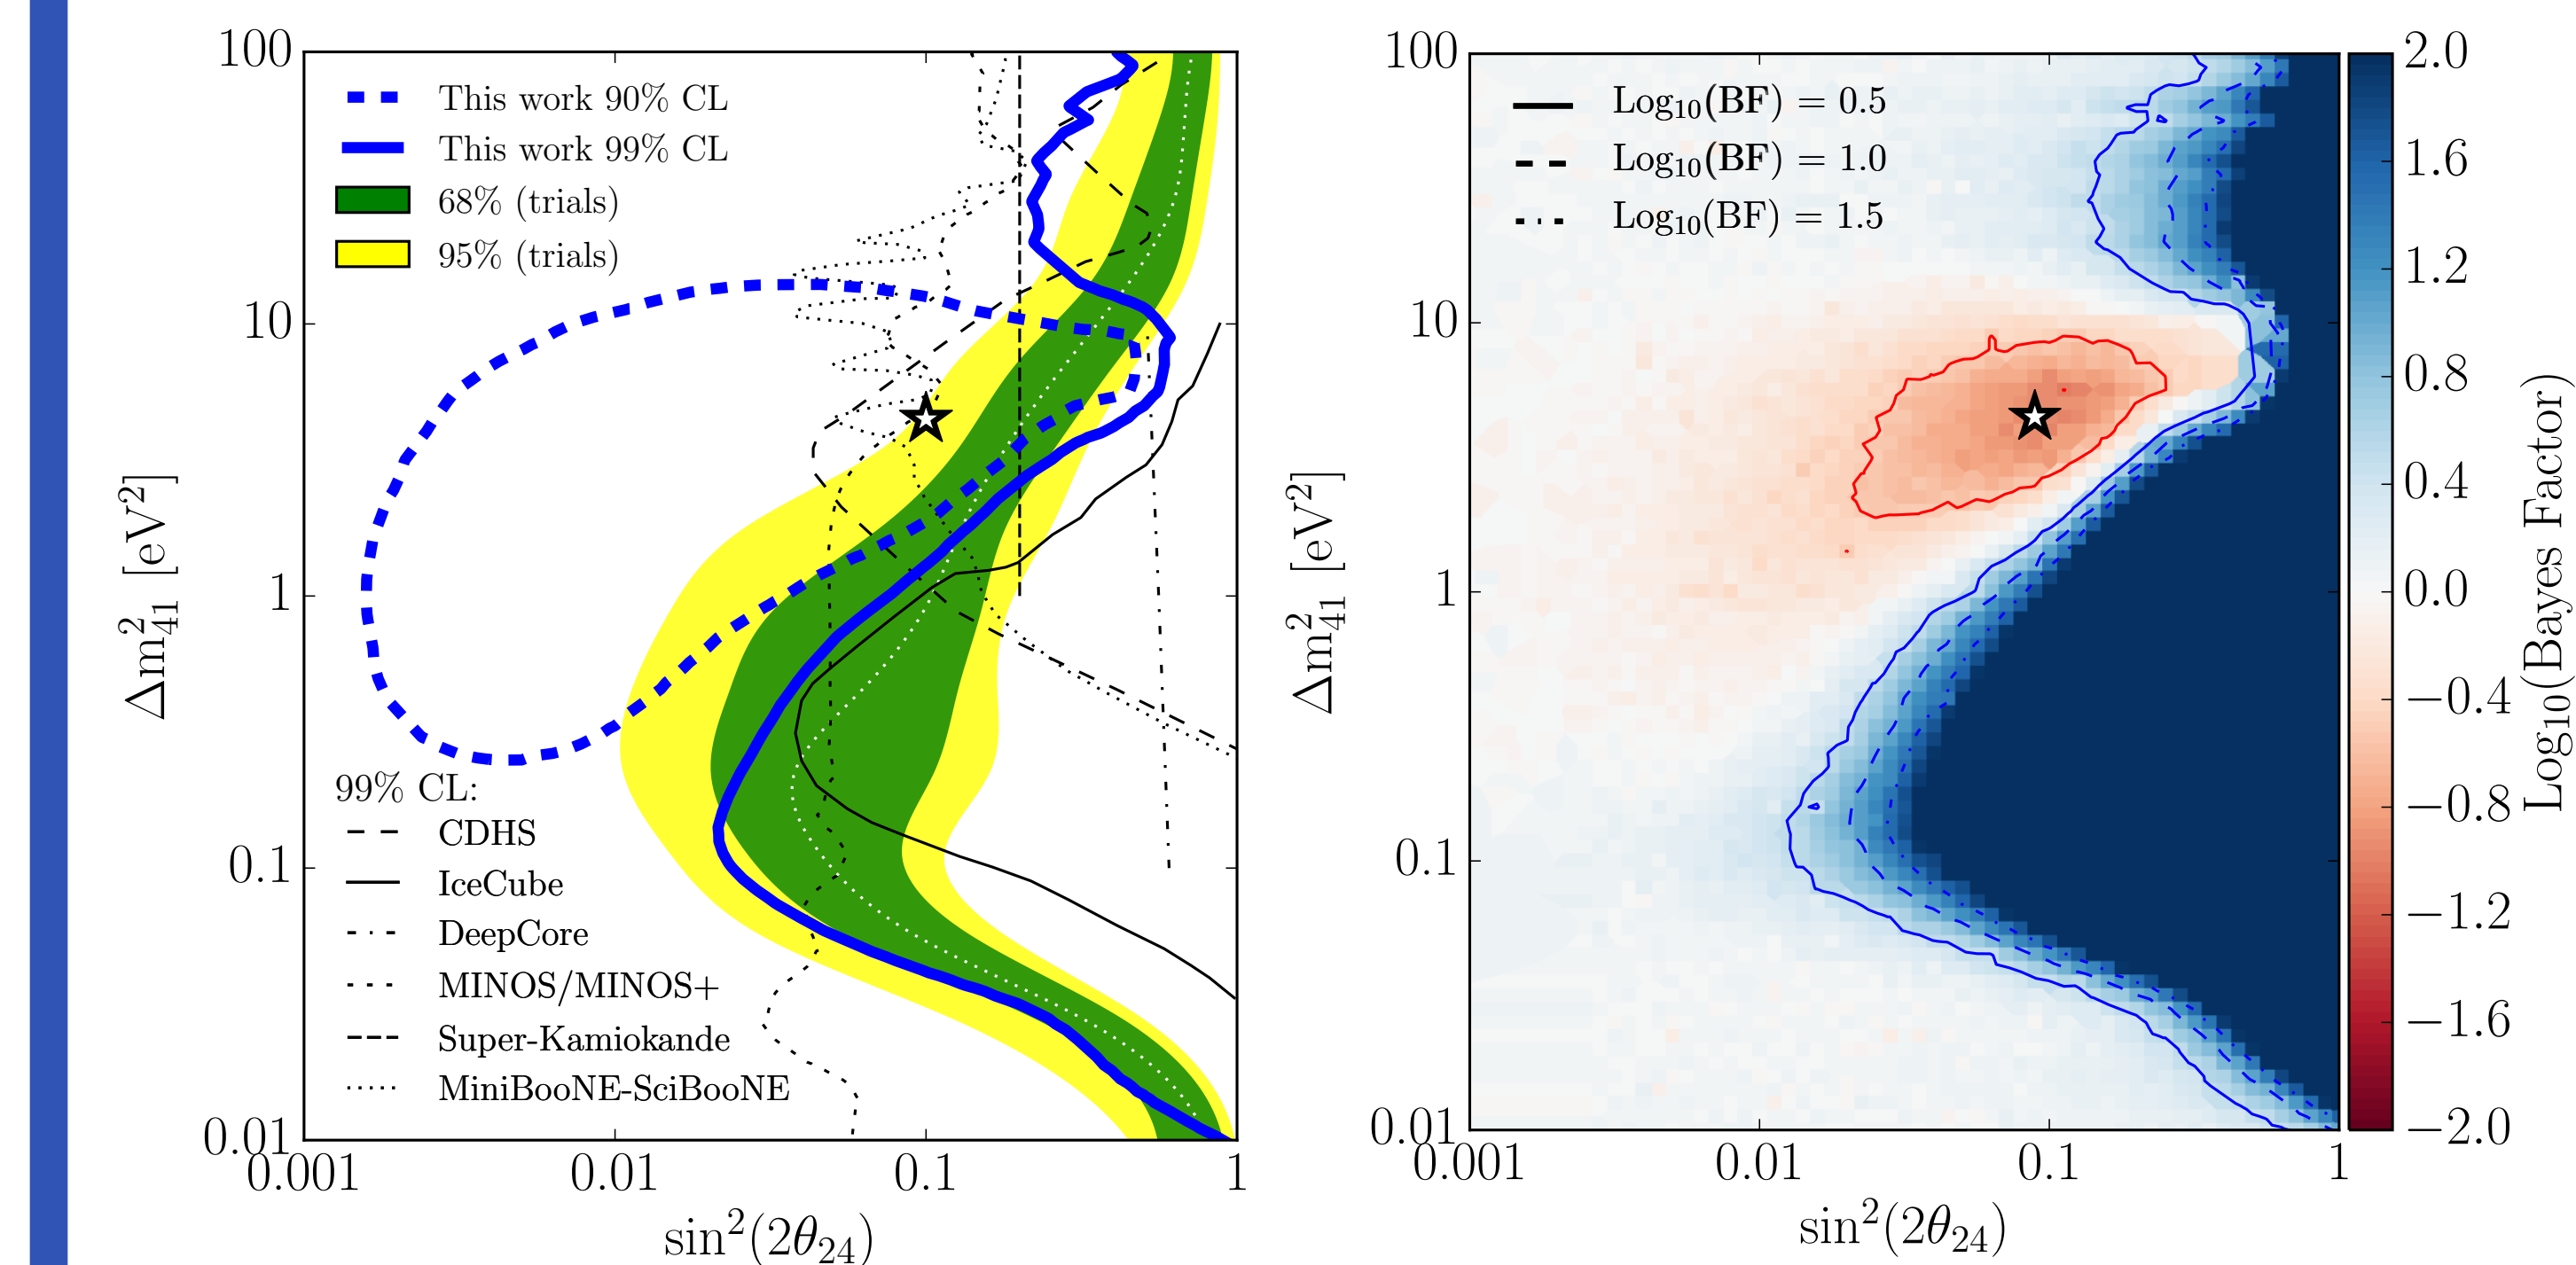 100
10
1
0.1
0.01
Δm²₄₁ [eV²]
This work 90% CL
This work 99% CL
68% (trials)
95% (trials)
99% CL:
CDHS
IceCube
DeepCore
MINOS/MINOS+
Super-Kamiokande
MiniBooNE-SciBooNE
0.001 0.01 0.1 1
sin²(2θ₂₄)
100
10
1
0.1
0.01
Δm²₄₁ [eV²]
Log₁₀(BF) = 0.5
Log₁₀(BF) = 1.0
Log₁₀(BF) = 1.5
0.001 0.01 0.1 1
sin²(2θ₂₄)
2.0
1.6
1.2
0.8
0.4
0.0
−0.4
−0.8
−1.2
−1.6
−2.0
Log₁₀(Bayes Factor)